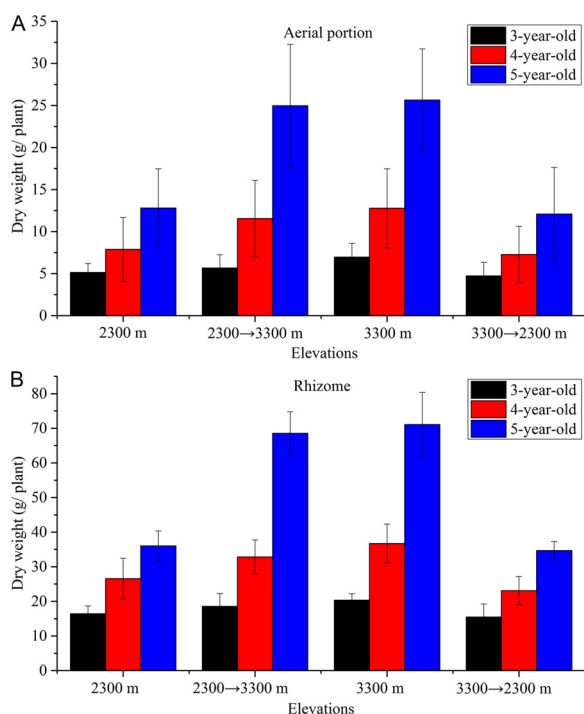 A
Aerial portion
3-year-old
4-year-old
5-year-old
35
30
25
20
15
10
5
0
Dry weight (g/ plant)
2300 m
2300→3300 m
3300 m
3300→2300 m
Elevations
B
Rhizome
3-year-old
4-year-old
5-year-old
80
70
60
50
40
30
20
10
0
Dry weight (g/ plant)
2300 m
2300→3300 m
3300 m
3300→2300 m
Elevations